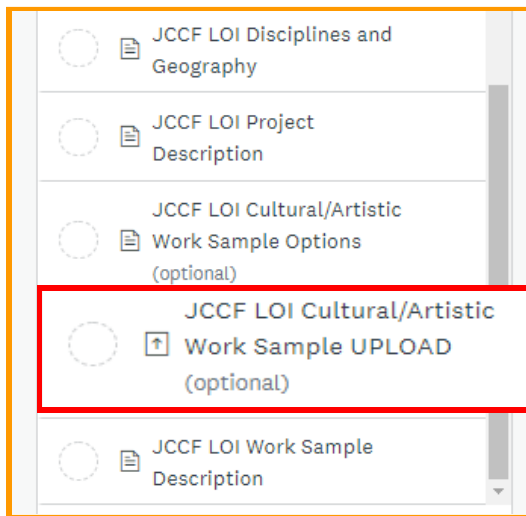 JCCF LOI Disciplines and
Geography
JCCF LOI Project
Description
JCCF LOI Cultural/Artistic
Work Sample Options
(optional)
JCCF LOI Cultural/Artistic
Work Sample UPLOAD
(optional)
JCCF LOI Work Sample
Description